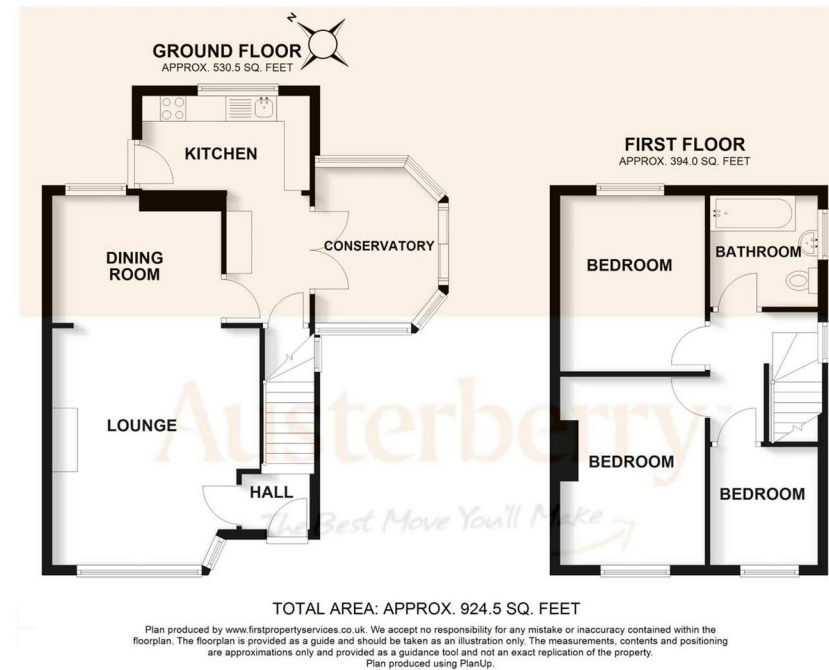 N
GROUND FLOOR
APPROX. 530.5 SQ. FEET
KITCHEN
DINING
ROOM
CONSERVATORY
LOUNGE
HALL
FIRST FLOOR
APPROX. 394.0 SQ. FEET
BEDROOM
BATHROOM
BEDROOM
BEDROOM
Austerberry™
The Best Move You'll Make
TOTAL AREA: APPROX. 924.5 SQ. FEET
Plan produced by www.firstpropertyservices.co.uk. We accept no responsibility for any mistake or inaccuracy contained within the
floorplan. The floorplan is provided as a guide and should be taken as an illustration only. The measurements, contents and positioning
are approximations only and provided as a guidance tool and not an exact replication of the property.
Plan produced using PlanUp.